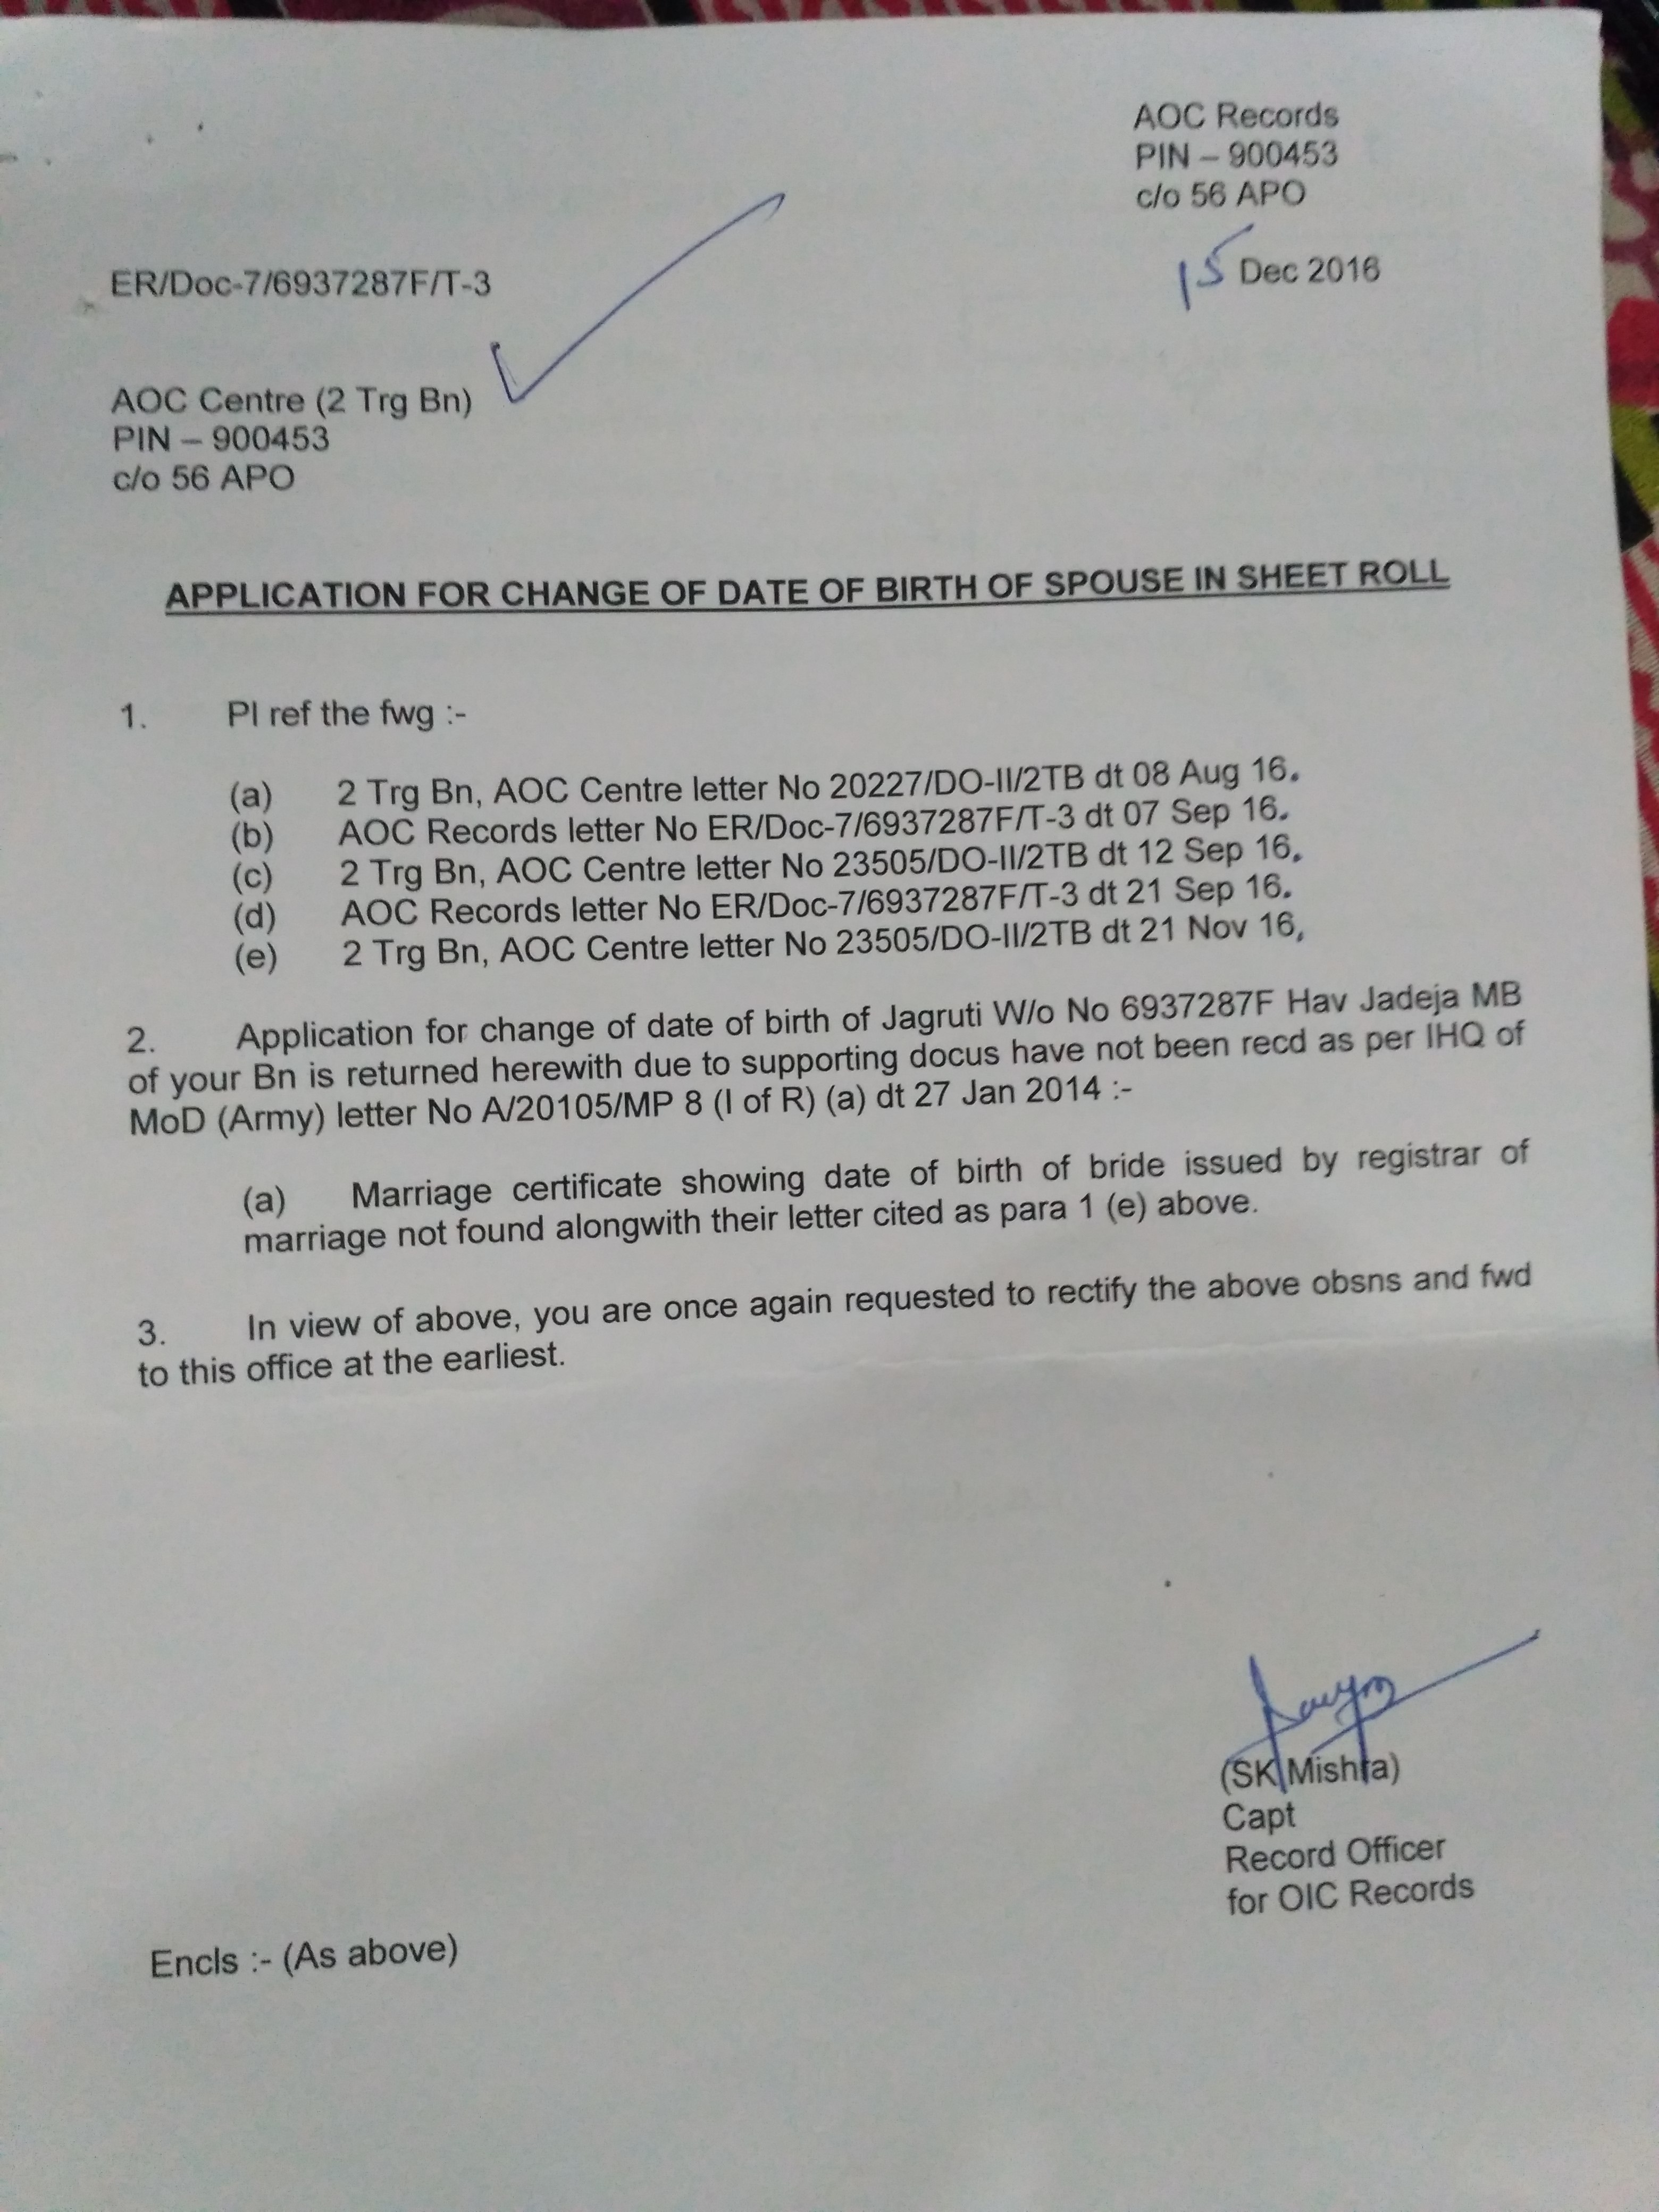 AOC Records
PIN – 900453
c/o 56 APO
15 Dec 2016
ER/Doc-7/6937287F/T-3
AOC Centre (2 Trg Bn)
PIN – 900453
c/o 56 APO
APPLICATION FOR CHANGE OF DATE OF BIRTH OF SPOUSE IN SHEET ROLL
1. Pl ref the fwg :-
(a) 2 Trg Bn, AOC Centre letter No 20227/DO-II/2TB dt 08 Aug 16.
(b) AOC Records letter No ER/Doc-7/6937287F/T-3 dt 07 Sep 16.
(c) 2 Trg Bn, AOC Centre letter No 23505/DO-II/2TB dt 12 Sep 16.
(d) AOC Records letter No ER/Doc-7/6937287F/T-3 dt 21 Sep 16.
(e) 2 Trg Bn, AOC Centre letter No 23505/DO-II/2TB dt 21 Nov 16,
2. Application for change of date of birth of Jagruti W/o No 6937287F Hav Jadeja MB
of your Bn is returned herewith due to supporting docus have not been recd as per IHQ of
MoD (Army) letter No A/20105/MP 8 (I of R) (a) dt 27 Jan 2014 :-
(a) Marriage certificate showing date of birth of bride issued by registrar of
marriage not found alongwith their letter cited as para 1 (e) above.
3. In view of above, you are once again requested to rectify the above obsns and fwd
to this office at the earliest.
(SK Mishra)
Capt
Record Officer
for OIC Records
Encls :- (As above)